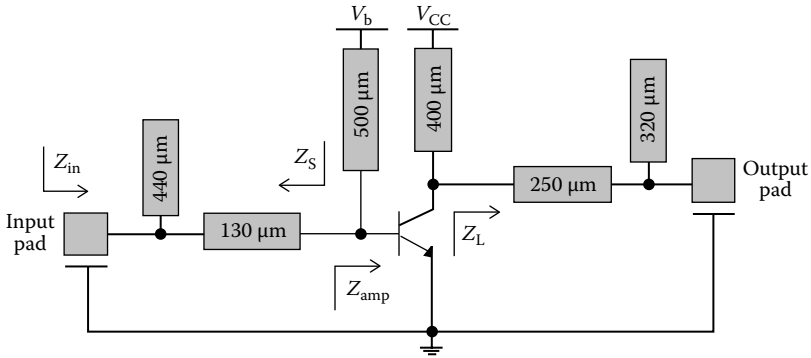 V_b
V_CC
500 μm
400 μm
320 μm
440 μm
Z_in
Z_S
Input
pad
130 μm
250 μm
Output
pad
Z_L
Z_amp